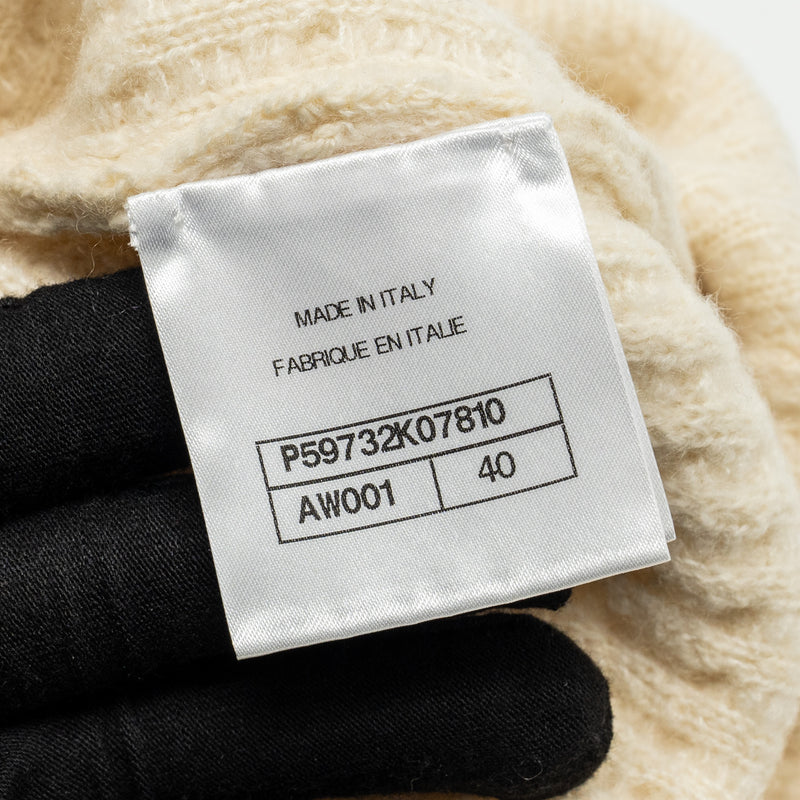 MADE IN ITALY
FABRIQUE EN ITALIE
P59732K07810
AW001 40